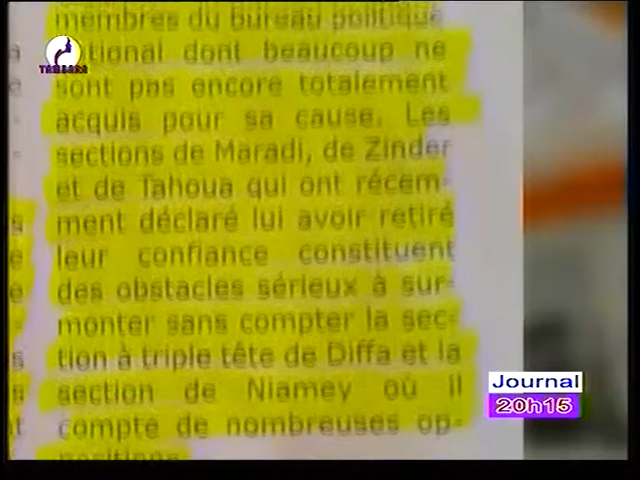 membres du bureau politique
national dont beaucoup ne
sont pas encore totalement
acquis pour sa cause. Les
sections de Maradi, de Zinder
et de Tahoua qui ont récem-
ment déclaré lui avoir retiré
leur confiance constituent
des obstacles sérieux à sur-
monter sans compter la sec-
tion à triple tête de Diffa et la
section de Niamey où il
compte de nombreuses op-
positions
TAMBARA
Journal
20h15